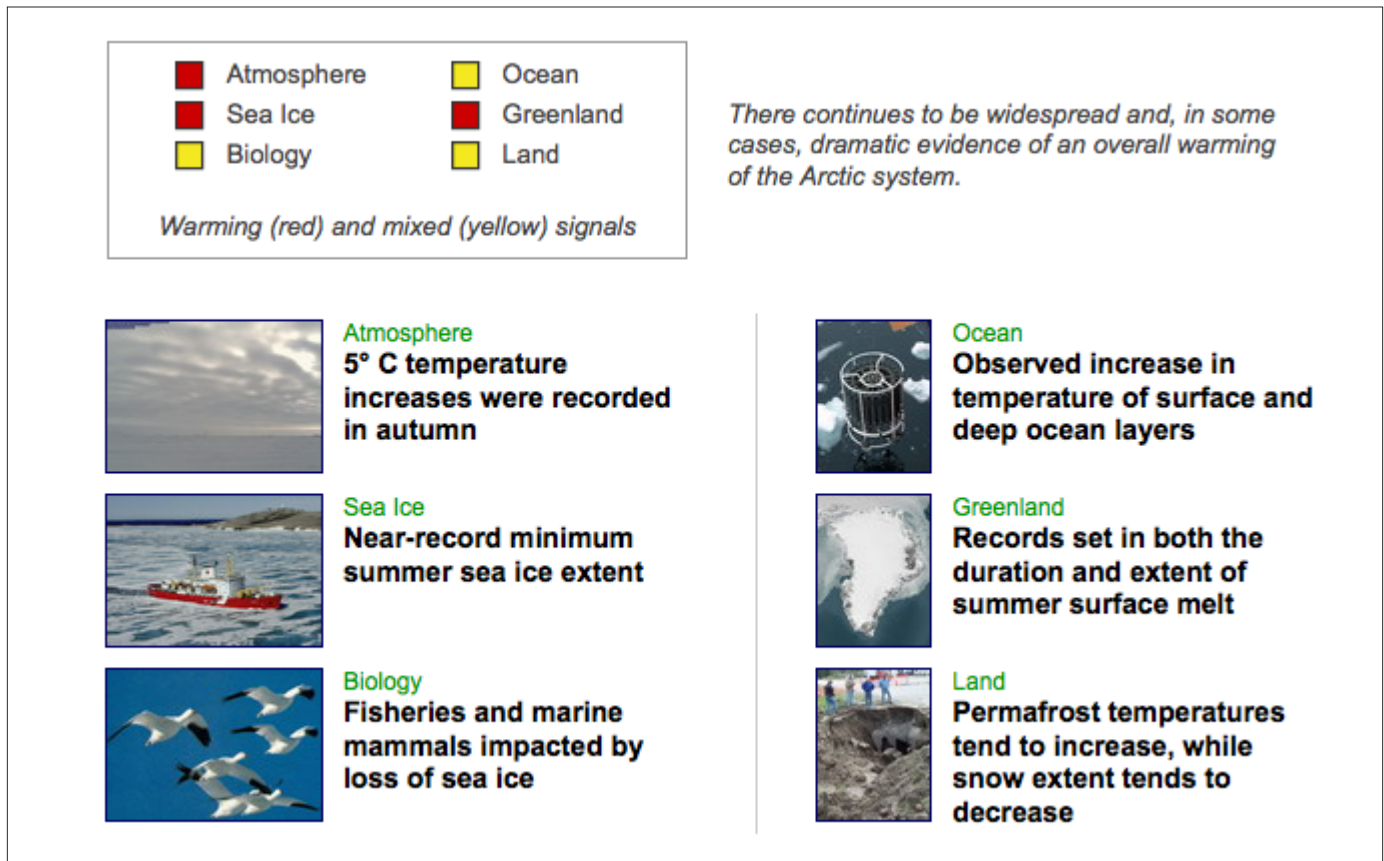 Atmosphere
Ocean
Sea Ice
Greenland
Biology
Land
Warming (red) and mixed (yellow) signals
There continues to be widespread and, in some
cases, dramatic evidence of an overall warming
of the Arctic system.
Atmosphere
5° C temperature
increases were recorded
in autumn
Ocean
Observed increase in
temperature of surface and
deep ocean layers
Sea Ice
Near-record minimum
summer sea ice extent
Greenland
Records set in both the
duration and extent of
summer surface melt
Biology
Fisheries and marine
mammals impacted by
loss of sea ice
Land
Permafrost temperatures
tend to increase, while
snow extent tends to
decrease